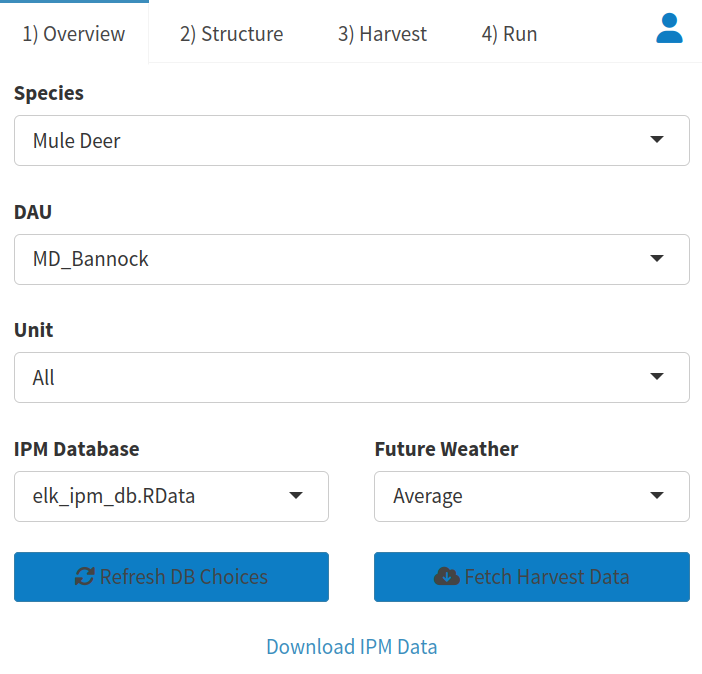 1) Overview 2) Structure 3) Harvest 4) Run
Species
Mule Deer
DAU
MD_Bannock
Unit
All
IPM Database Future Weather
elk_ipm_db.RData Average
Refresh DB Choices Fetch Harvest Data
Download IPM Data